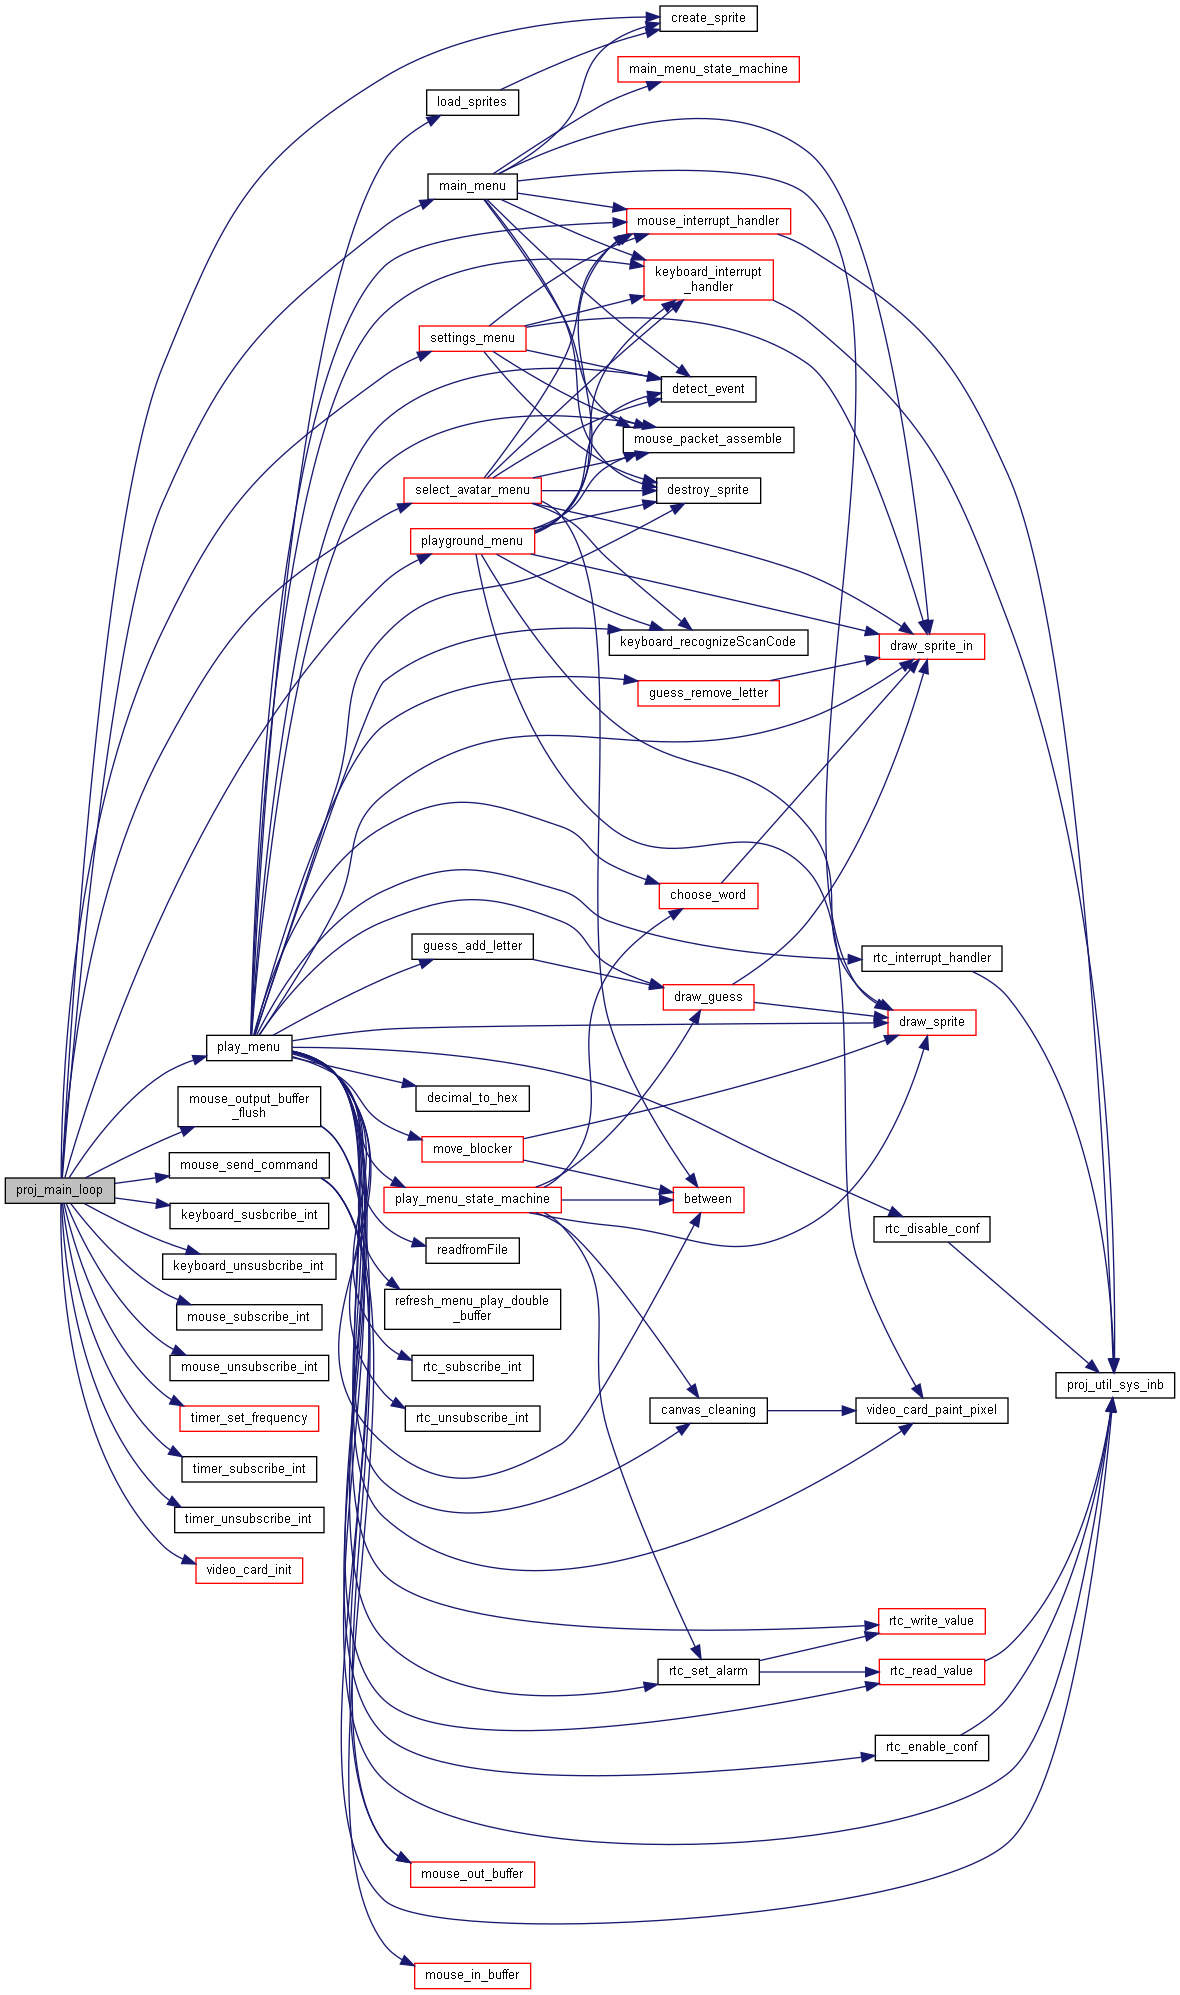 create_sprite
main_menu_state_machine
load_sprites
main_menu
mouse_interrupt_handler
keyboard_interrupt
_handler
settings_menu
detect_event
mouse_packet_assemble
select_avatar_menu
destroy_sprite
playground_menu
keyboard_recognizeScanCode
draw_sprite_in
guess_remove_letter
choose_word
guess_add_letter
rtc_interrupt_handler
draw_guess
draw_sprite
play_menu
decimal_to_hex
mouse_output_buffer
_flush
move_blocker
mouse_send_command
proj_main_loop
play_menu_state_machine
between
keyboard_susbcribe_int
rtc_disable_conf
readfromFile
keyboard_unsusbcribe_int
refresh_menu_play_double
_buffer
mouse_subscribe_int
mouse_unsubscribe_int
rtc_subscribe_int
proj_util_sys_inb
timer_set_frequency
rtc_unsubscribe_int
canvas_cleaning
video_card_paint_pixel
timer_subscribe_int
timer_unsubscribe_int
video_card_init
rtc_write_value
rtc_set_alarm
rtc_read_value
rtc_enable_conf
mouse_out_buffer
mouse_in_buffer